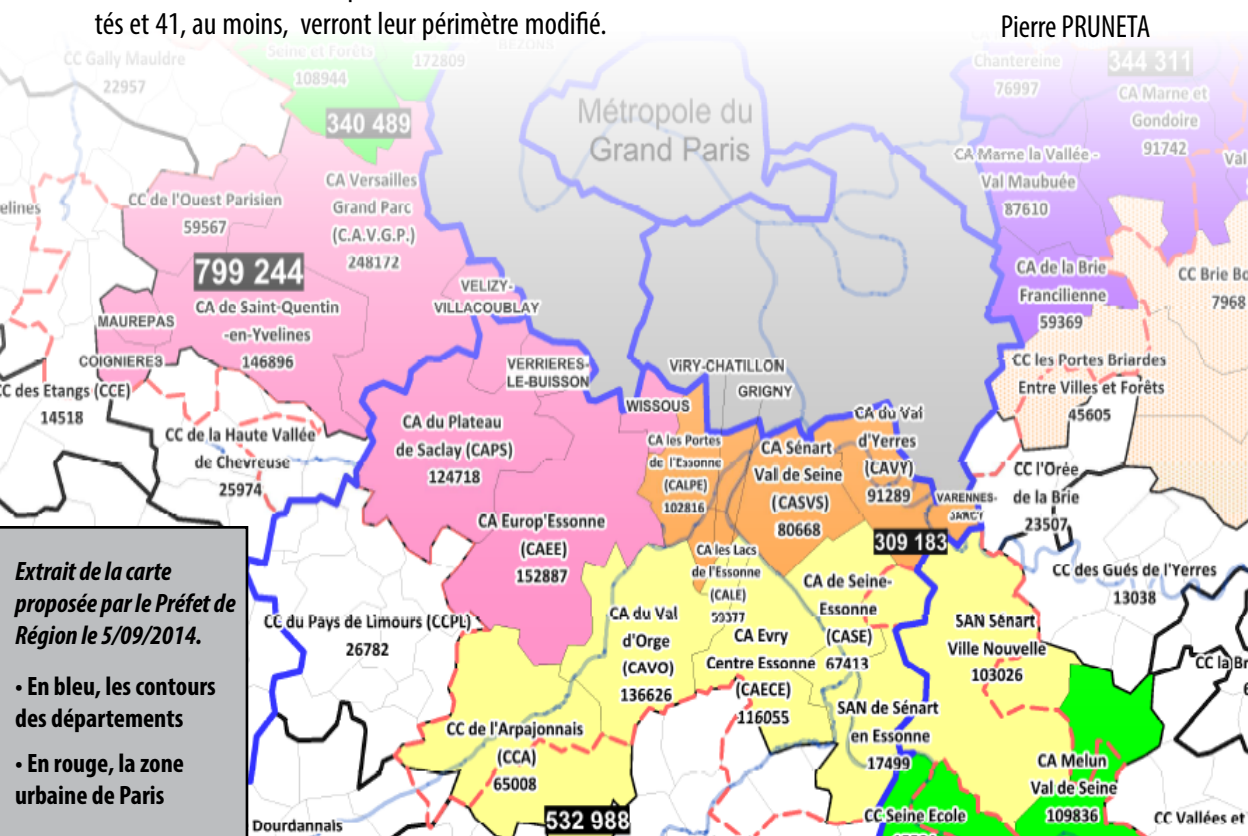 tés et 41, au moins, verront leur périmètre modifié.
Pierre PRUNETA
CC Gally Mauldre
22957
Seine et Forêts
108944
172809
BEZONS
Métropole du
Grand Paris
Chantereine
76997
344 311
CA Marne et
Gondoire
91742
340 489
CA Versailles
Grand Parc
(C.A.V.G.P.)
248172
CC de l'Ouest Parisien
59567
CA Marne la Vallée -
Val Maubuée
87610
799 244
CA de Saint-Quentin
-en-Yvelines
146896
VELIZY-
VILLACOUBLAY
MAUREPAS
COIGNIERES
CA de la Brie
Francilienne
59369
CC Brie
7968
CC des Etangs (CCE)
14518
VERRIERES-
LE-BUISSON
VIRY-CHATILLON
GRIGNY
WISSOUS
CC les Portes Briardes
Entre Villes et Forêts
45605
CC de la Haute Vallée
de Chevreuse
25974
CA du Plateau
de Saclay (CAPS)
124718
CA les Portes
de l'Essonne
(CALPE)
102816
CA Sénart
Val de Seine
(CASVS)
80668
CA du Val
d'Yerres
(CAVY)
91289
VARENNES-
JARCY
CC l'Orée
de la Brie
23507
309 183
CA Europ'Essonne
(CAEE)
152887
CA les Lacs
de l'Essonne
(CALE)
CC des Gués de l'Yerres
13038
Extrait de la carte
proposée par le Préfet de
Région le 5/09/2014.
• En bleu, les contours
des départements
• En rouge, la zone
urbaine de Paris
CC du Pays de Limours (CCPL)
26782
CA du Val
d'Orge
(CAVO)
136626
CA Evry
Centre Essonne
(CAECE)
116055
CA de Seine-
Essonne
(CASE)
67413
SAN Sénart
Ville Nouvelle
103026
CC la
CC de l'Arpajonnais
(CCA)
65008
SAN de Sénart
en Essonne
17499
CA Melun
Val de Seine
109836
532 988
Dourdannais
CC Seine Ecole
CC Vallées et